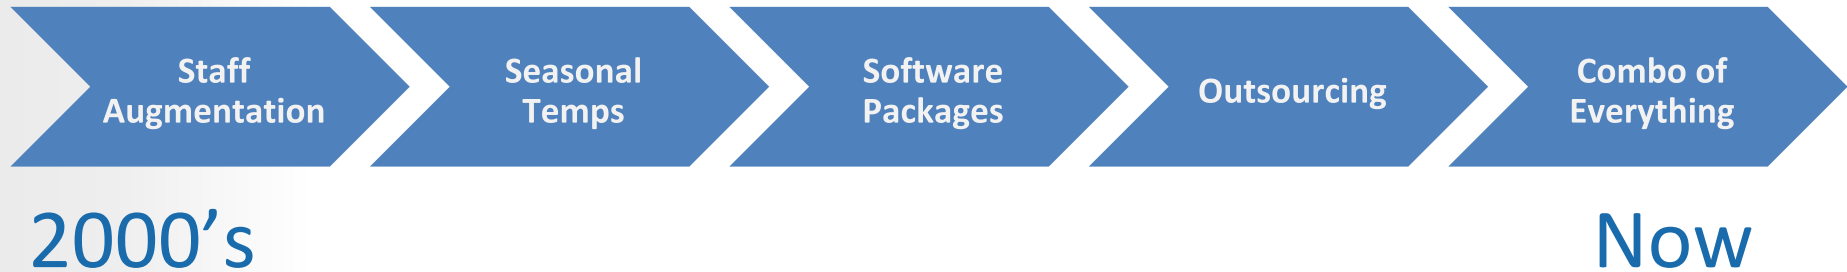 Staff
Augmentation
Seasonal
Temps
Software
Packages
Outsourcing
Combo of
Everything
2000’s
Now